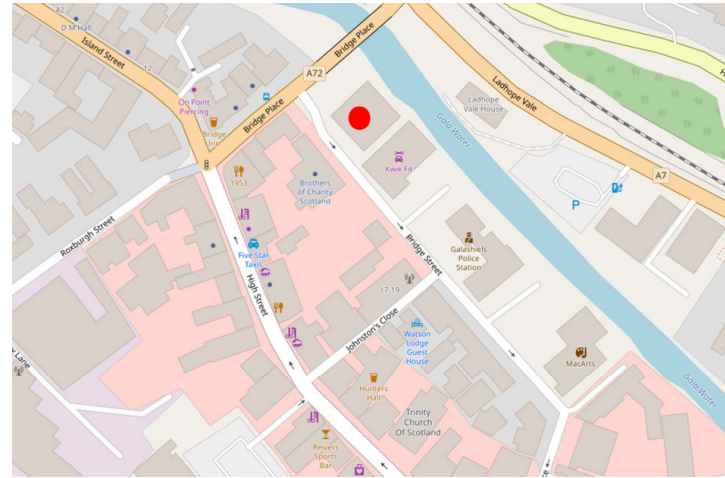 42
D M Hall
Island Street
12
On Point
Piercing
Bridge
Inn
Bridge Place
A72
Bridge Place
Ladhope Vale
Ladhope
Vale House
Gala Water
A7
P
Kwik Fit
1953
Brothers
of Charity
Scotland
Roxburgh Street
Five Star
Taxis
High Street
Bridge Street
Galashiels
Police
Station
17-19
Johnston's Close
Watson
Lodge
Guest
House
MacArts
Hunters
Hall
Trinity
Church
Of Scotland
Reivers
Sports
Bar
Gala Water
Lane